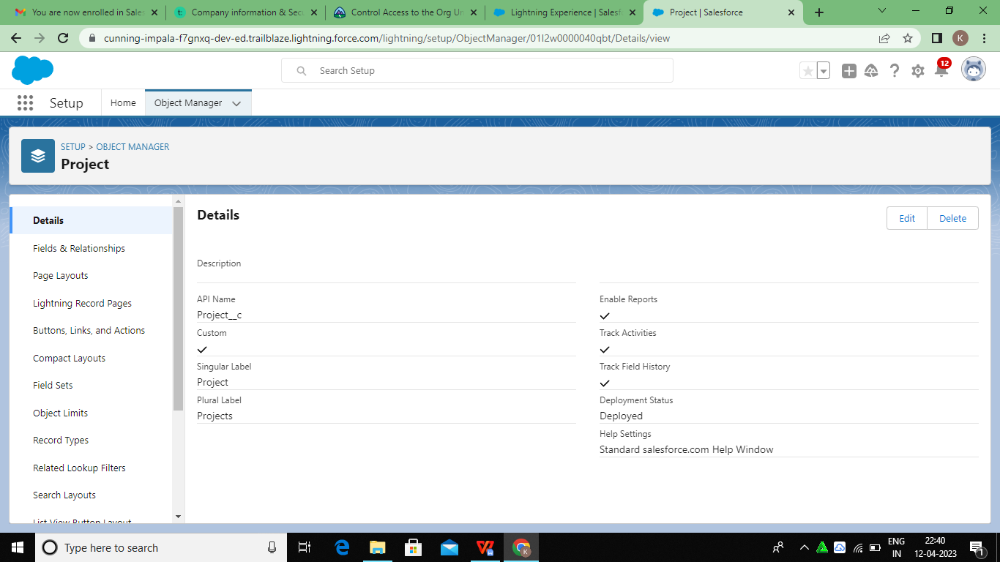 You are now enrolled in Sales
Company information & Secu
Control Access to the Org Un
Lightning Experience | Salesf
Project | Salesforce
cunning-impala-f7gnxq-dev-ed.trailblaze.lightning.force.com/lightning/setup/ObjectManager/01I2w0000040qbt/Details/view
K
Search Setup
12
Setup
Home
Object Manager
SETUP > OBJECT MANAGER
Project
Details
Fields & Relationships
Page Layouts
Lightning Record Pages
Buttons, Links, and Actions
Compact Layouts
Field Sets
Object Limits
Record Types
Related Lookup Filters
Search Layouts
List View Button Layout
Details
Edit
Delete
Description
API Name
Project__c
Custom
Singular Label
Project
Plural Label
Projects
Enable Reports
Track Activities
Track Field History
Deployment Status
Deployed
Help Settings
Standard salesforce.com Help Window
Type here to search
K
ENG
IN
22:40
12-04-2023
1